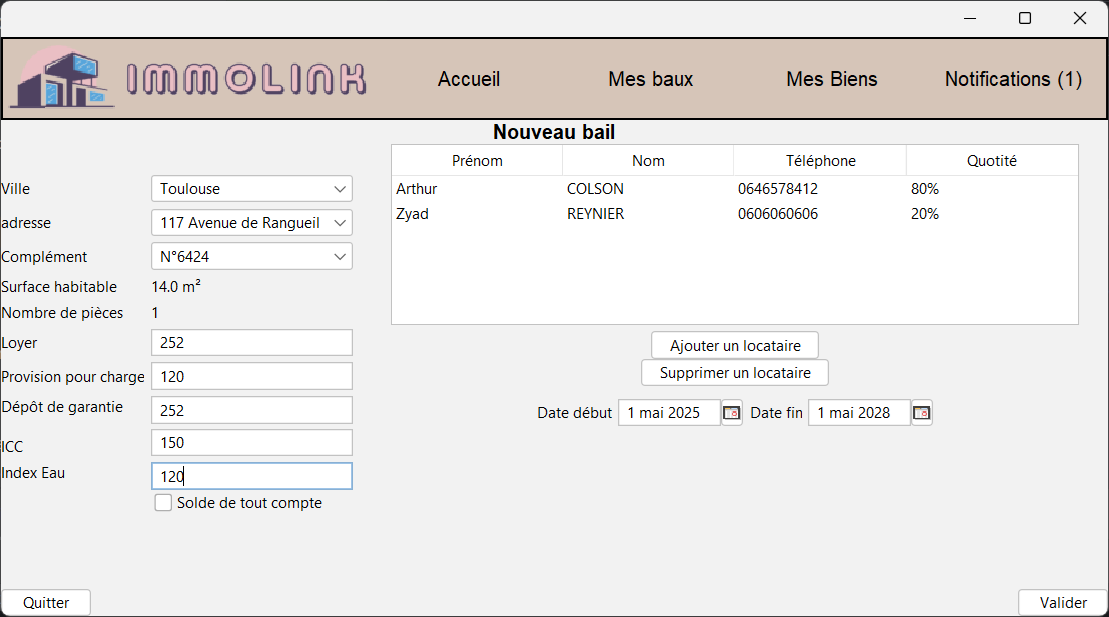 IMMOLINK Accueil Mes baux Mes Biens Notifications (1)
Nouveau bail
Ville Toulouse
adresse 117 Avenue de Rangueil
Complément N°6424
Surface habitable 14.0 m²
Nombre de pièces 1
Loyer 252
Provision pour charge 120
Dépôt de garantie 252
ICC 150
Index Eau 120
Solde de tout compte
Prénom Nom Téléphone Quotité
Arthur COLSON 0646578412 80%
Zyad REYNIER 0606060606 20%
Ajouter un locataire
Supprimer un locataire
Date début 1 mai 2025 Date fin 1 mai 2028
Quitter Valider